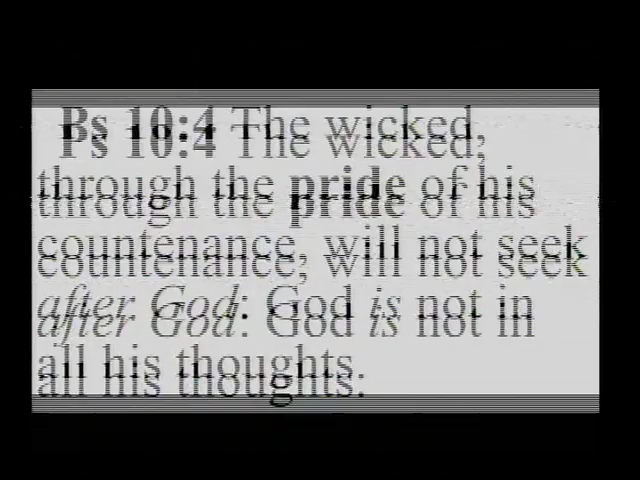 Ps 10:4 The wicked,
through the pride of his
countenance, will not seek
after God: God is not in
all his thoughts.